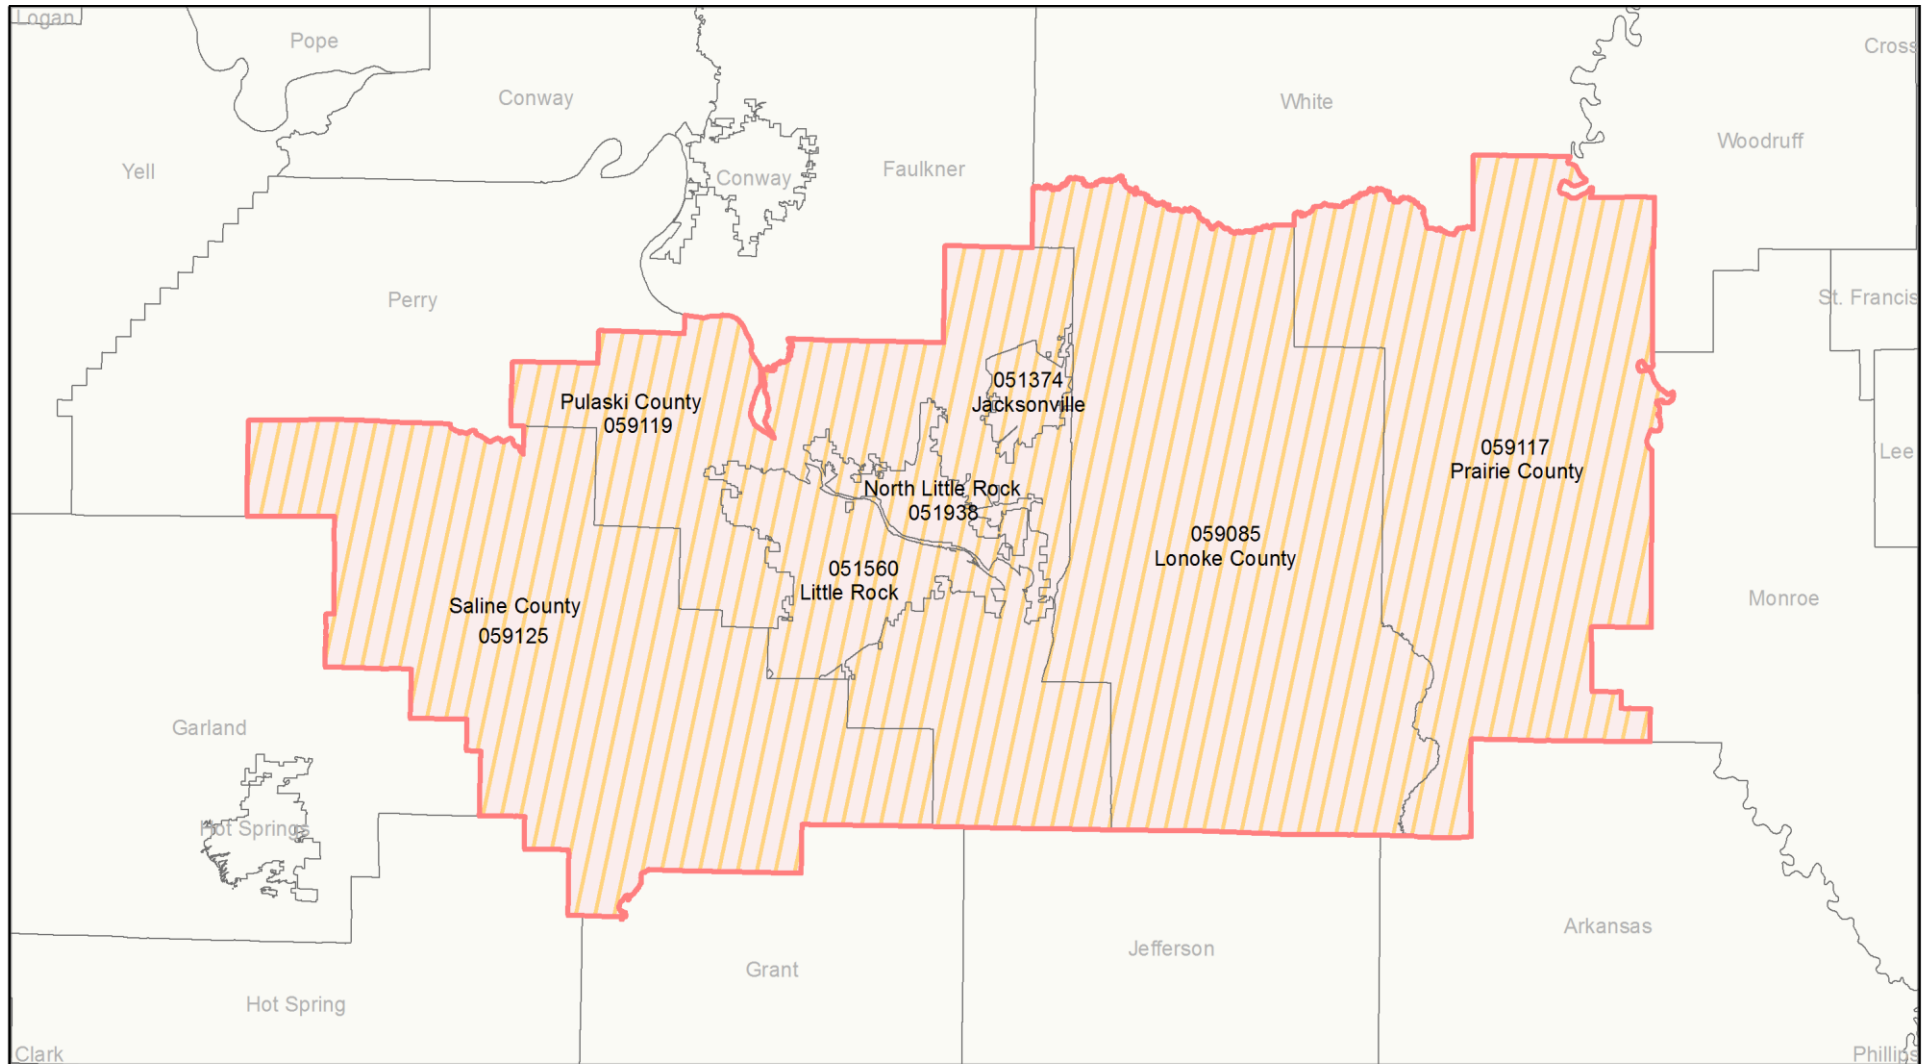 Logan
Pope
Cross
Conway
White
Woodruff
Yell
Conway
Faulkner
Perry
St. Francis
051374
Jacksonville
Pulaski County
059119
059117
Prairie County
Lee
North Little Rock
051938
059085
Lonoke County
051560
Little Rock
Saline County
059125
Monroe
Garland
Hot Springs
Arkansas
Jefferson
Grant
Hot Spring
Clark
Phillips